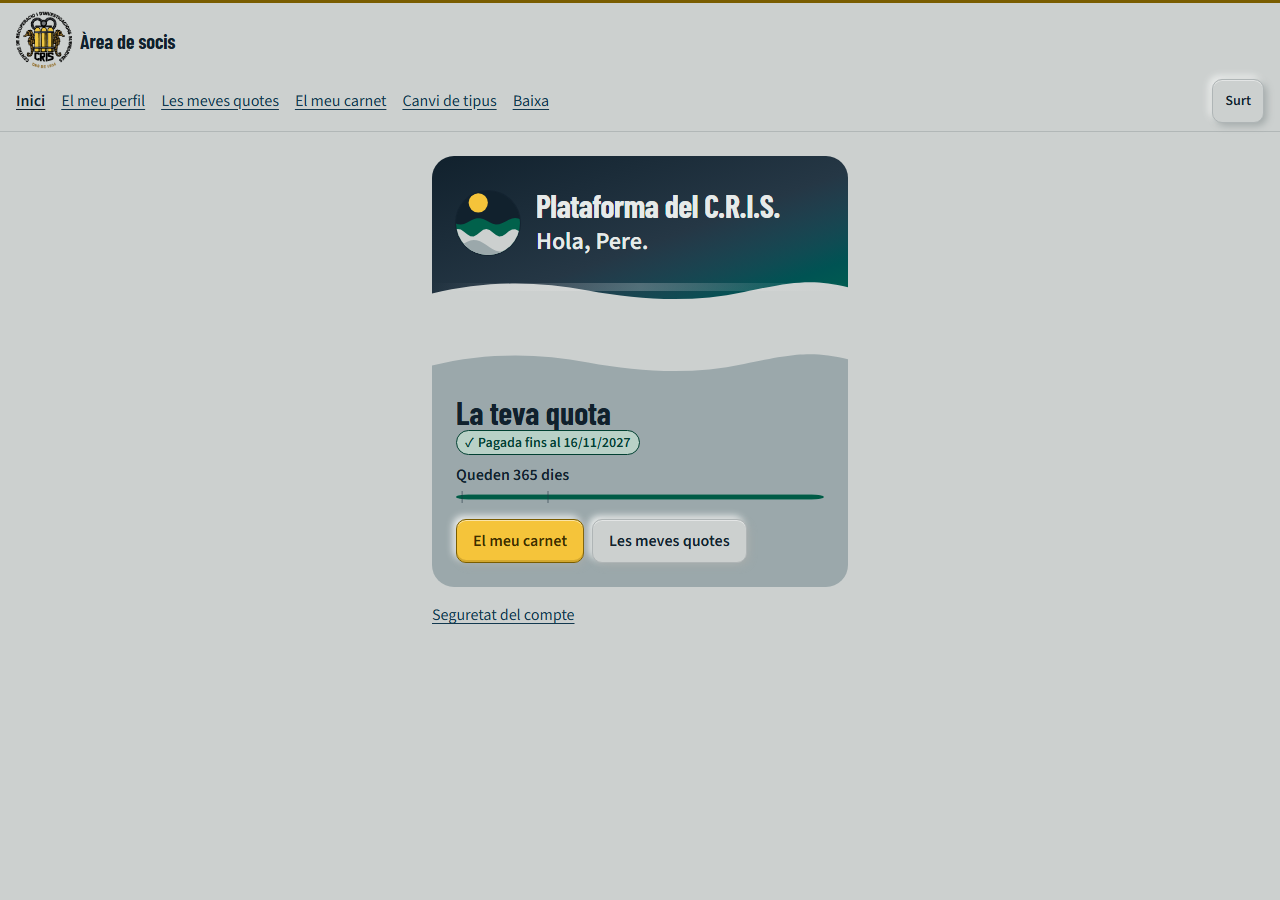 CRIS
Àrea de socis
Inici El meu perfil Les meves quotes El meu carnet Canvi de tipus Baixa Surt
Plataforma del C.R.I.S.
Hola, Pere.
La teva quota
✓ Pagada fins al 16/11/2027
Queden 365 dies
El meu carnet Les meves quotes
Seguretat del compte